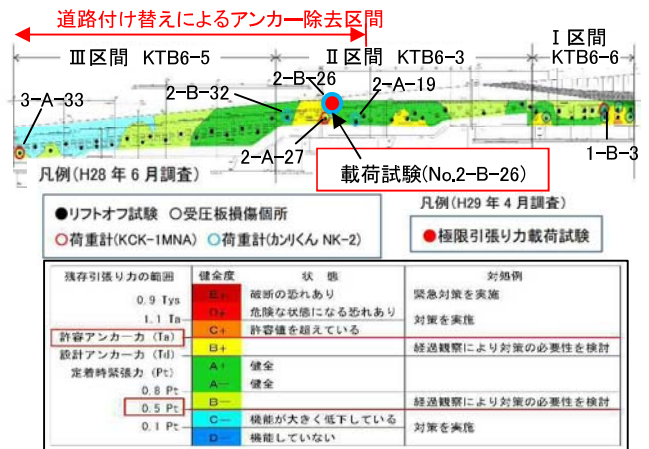 道路付け替えによるアンカー除去区間
Ⅲ区間 KTB6-5
Ⅱ区間 KTB6-3
Ⅰ区間
KTB6-6
3-A-33
2-B-32
2-B-26
2-A-19
2-A-27
載荷試験(No.2-B-26)
1-B-3
凡例(H28 年 6 月調査)
●リフトオフ試験 ○受圧板損傷個所
○荷重計(KCK-1MNA) ○荷重計(カンリくん NK-2)
凡例(H29 年 4 月調査)
●極限引張り力載荷試験
残存引張り力の範囲 健全度 状 態 対処例
0.9 Tys
E+ 破断の恐れあり 緊急対策を実施
1.1 Ta
D+ 危険な状態になる恐れあり 対策を実施
C+ 許容値を超えている
許容アンカー力 (Ta)
B+ 経過観察により対策の必要性を検討
設計アンカー力 (Td)
A+ 健全
定着時緊張力 (Pt)
A- 健全
0.8 Pt
B- 経過観察により対策の必要性を検討
0.5 Pt
C- 機能が大きく低下している 対策を実施
0.1 Pt
D- 機能していない